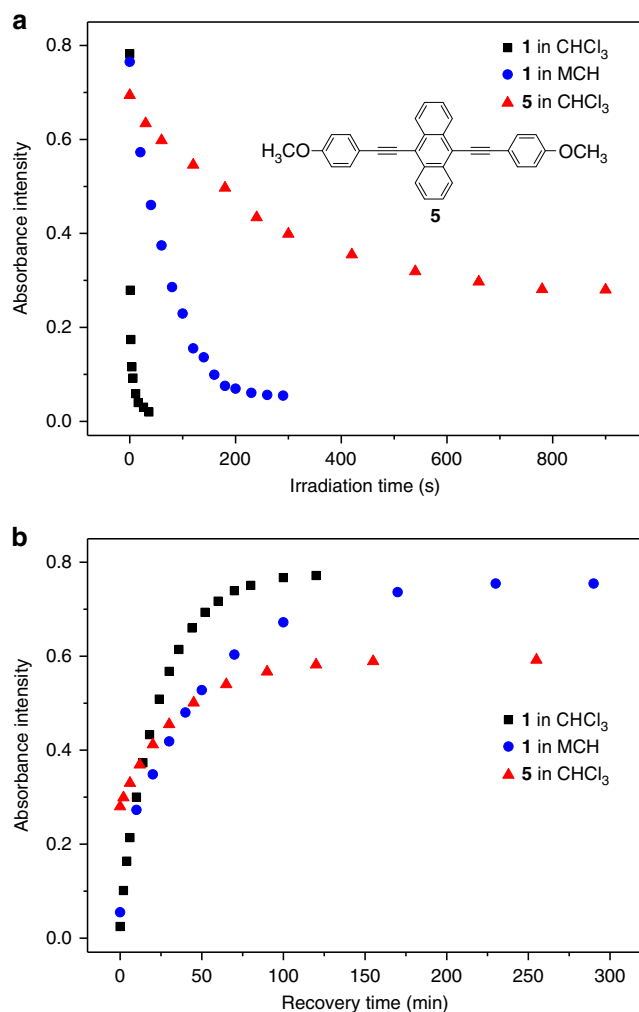 a
0.8
0.6
0.4
0.2
0.0
Absorbance intensity
1 in CHCl₃
1 in MCH
5 in CHCl₃
H₃CO
OCH₃
5
0 200 400 600 800
Irradiation time (s)
b
0.8
0.6
0.4
0.2
0.0
Absorbance intensity
1 in CHCl₃
1 in MCH
5 in CHCl₃
0 50 100 150 200 250 300
Recovery time (min)